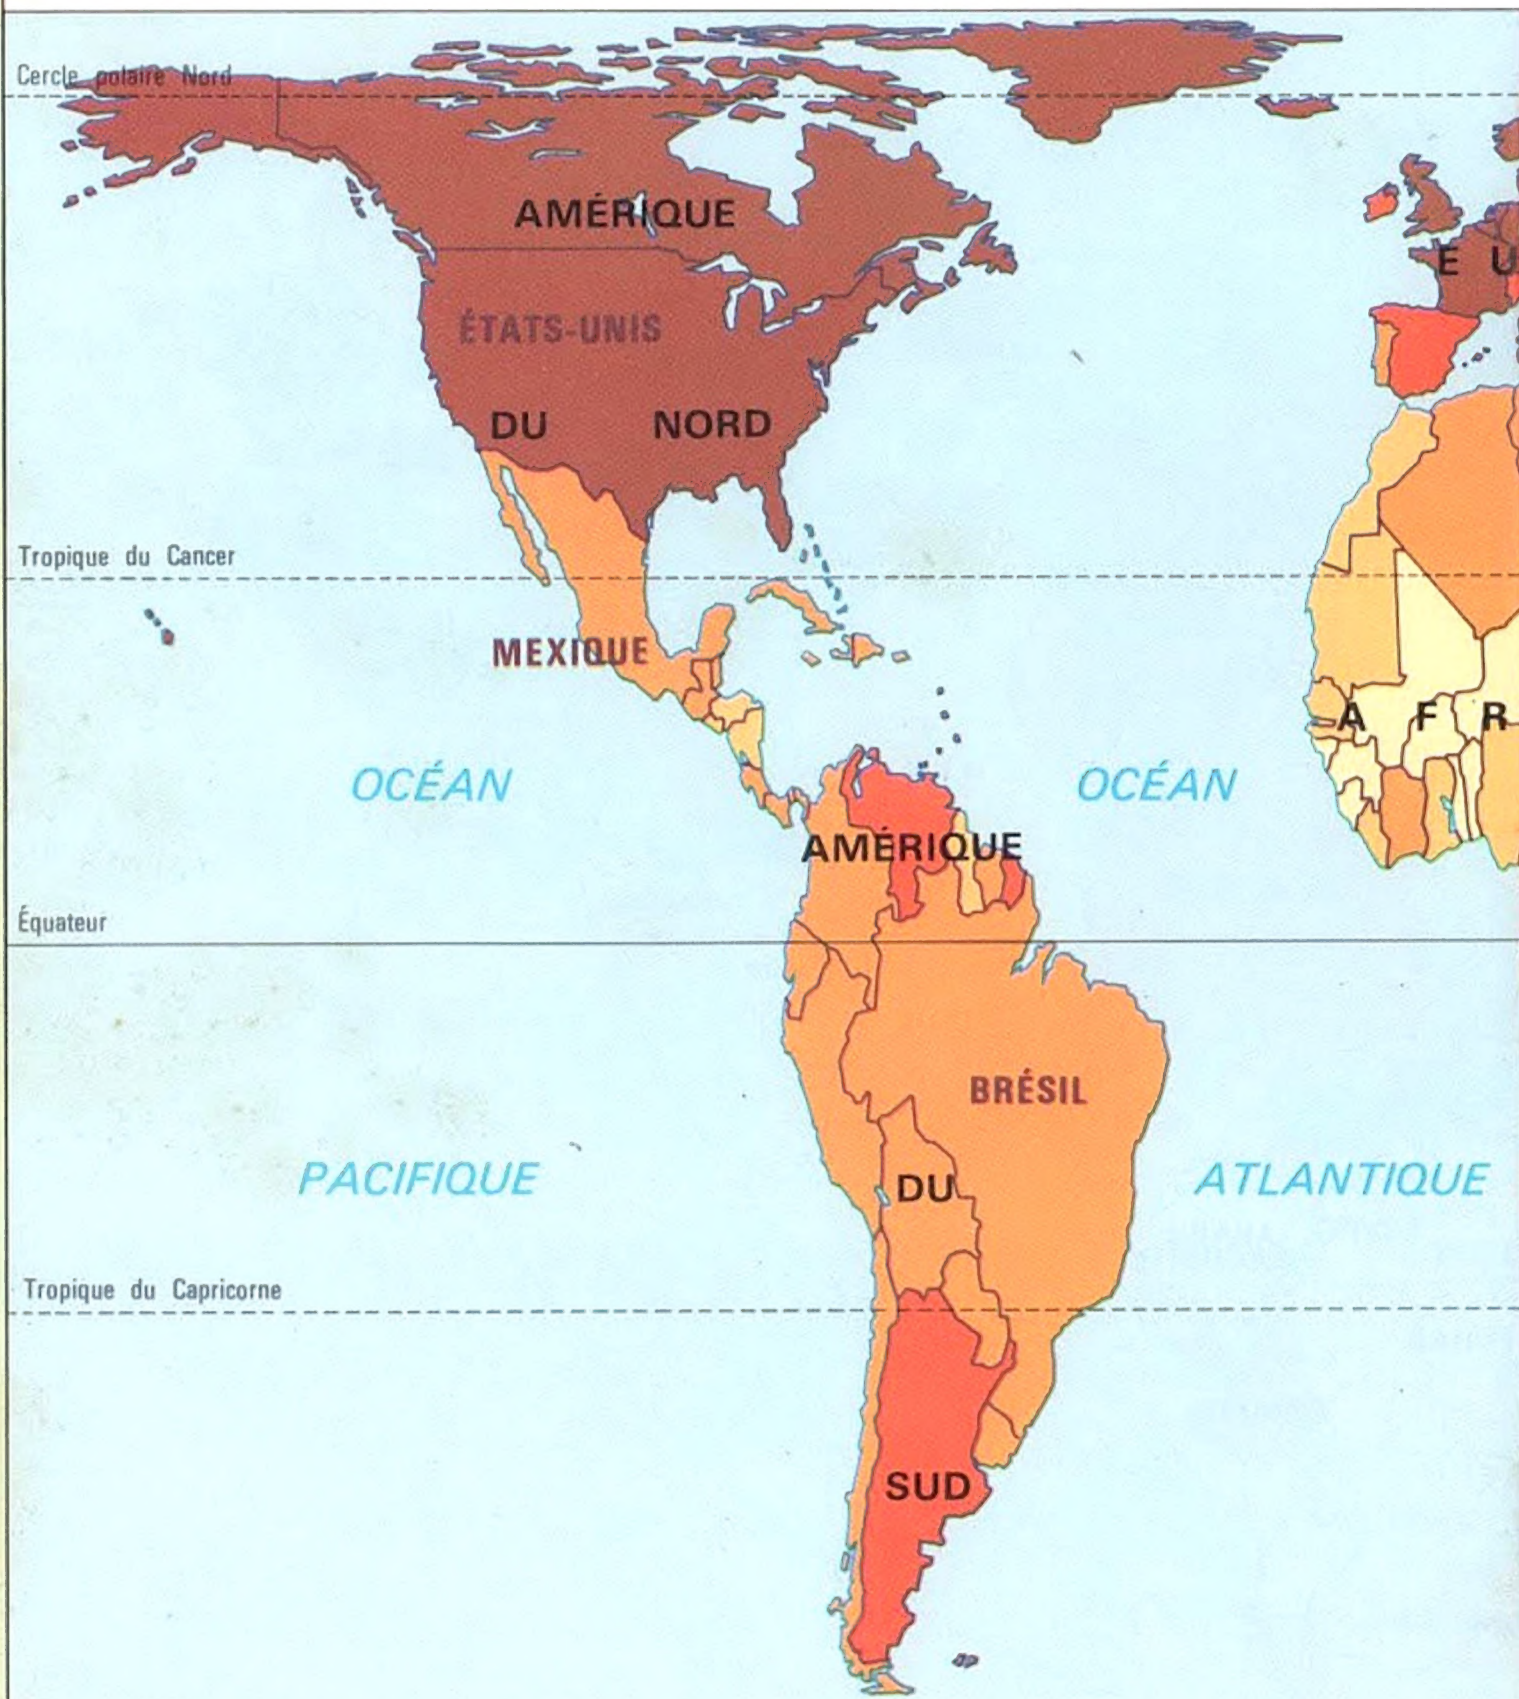 Cercle polaire Nord
AMÉRIQUE
E U
ÉTATS-UNIS
DU NORD
Tropique du Cancer
MEXIQUE
A F R
OCÉAN
OCÉAN
AMÉRIQUE
Équateur
BRÉSIL
PACIFIQUE
DU
ATLANTIQUE
Tropique du Capricorne
SUD